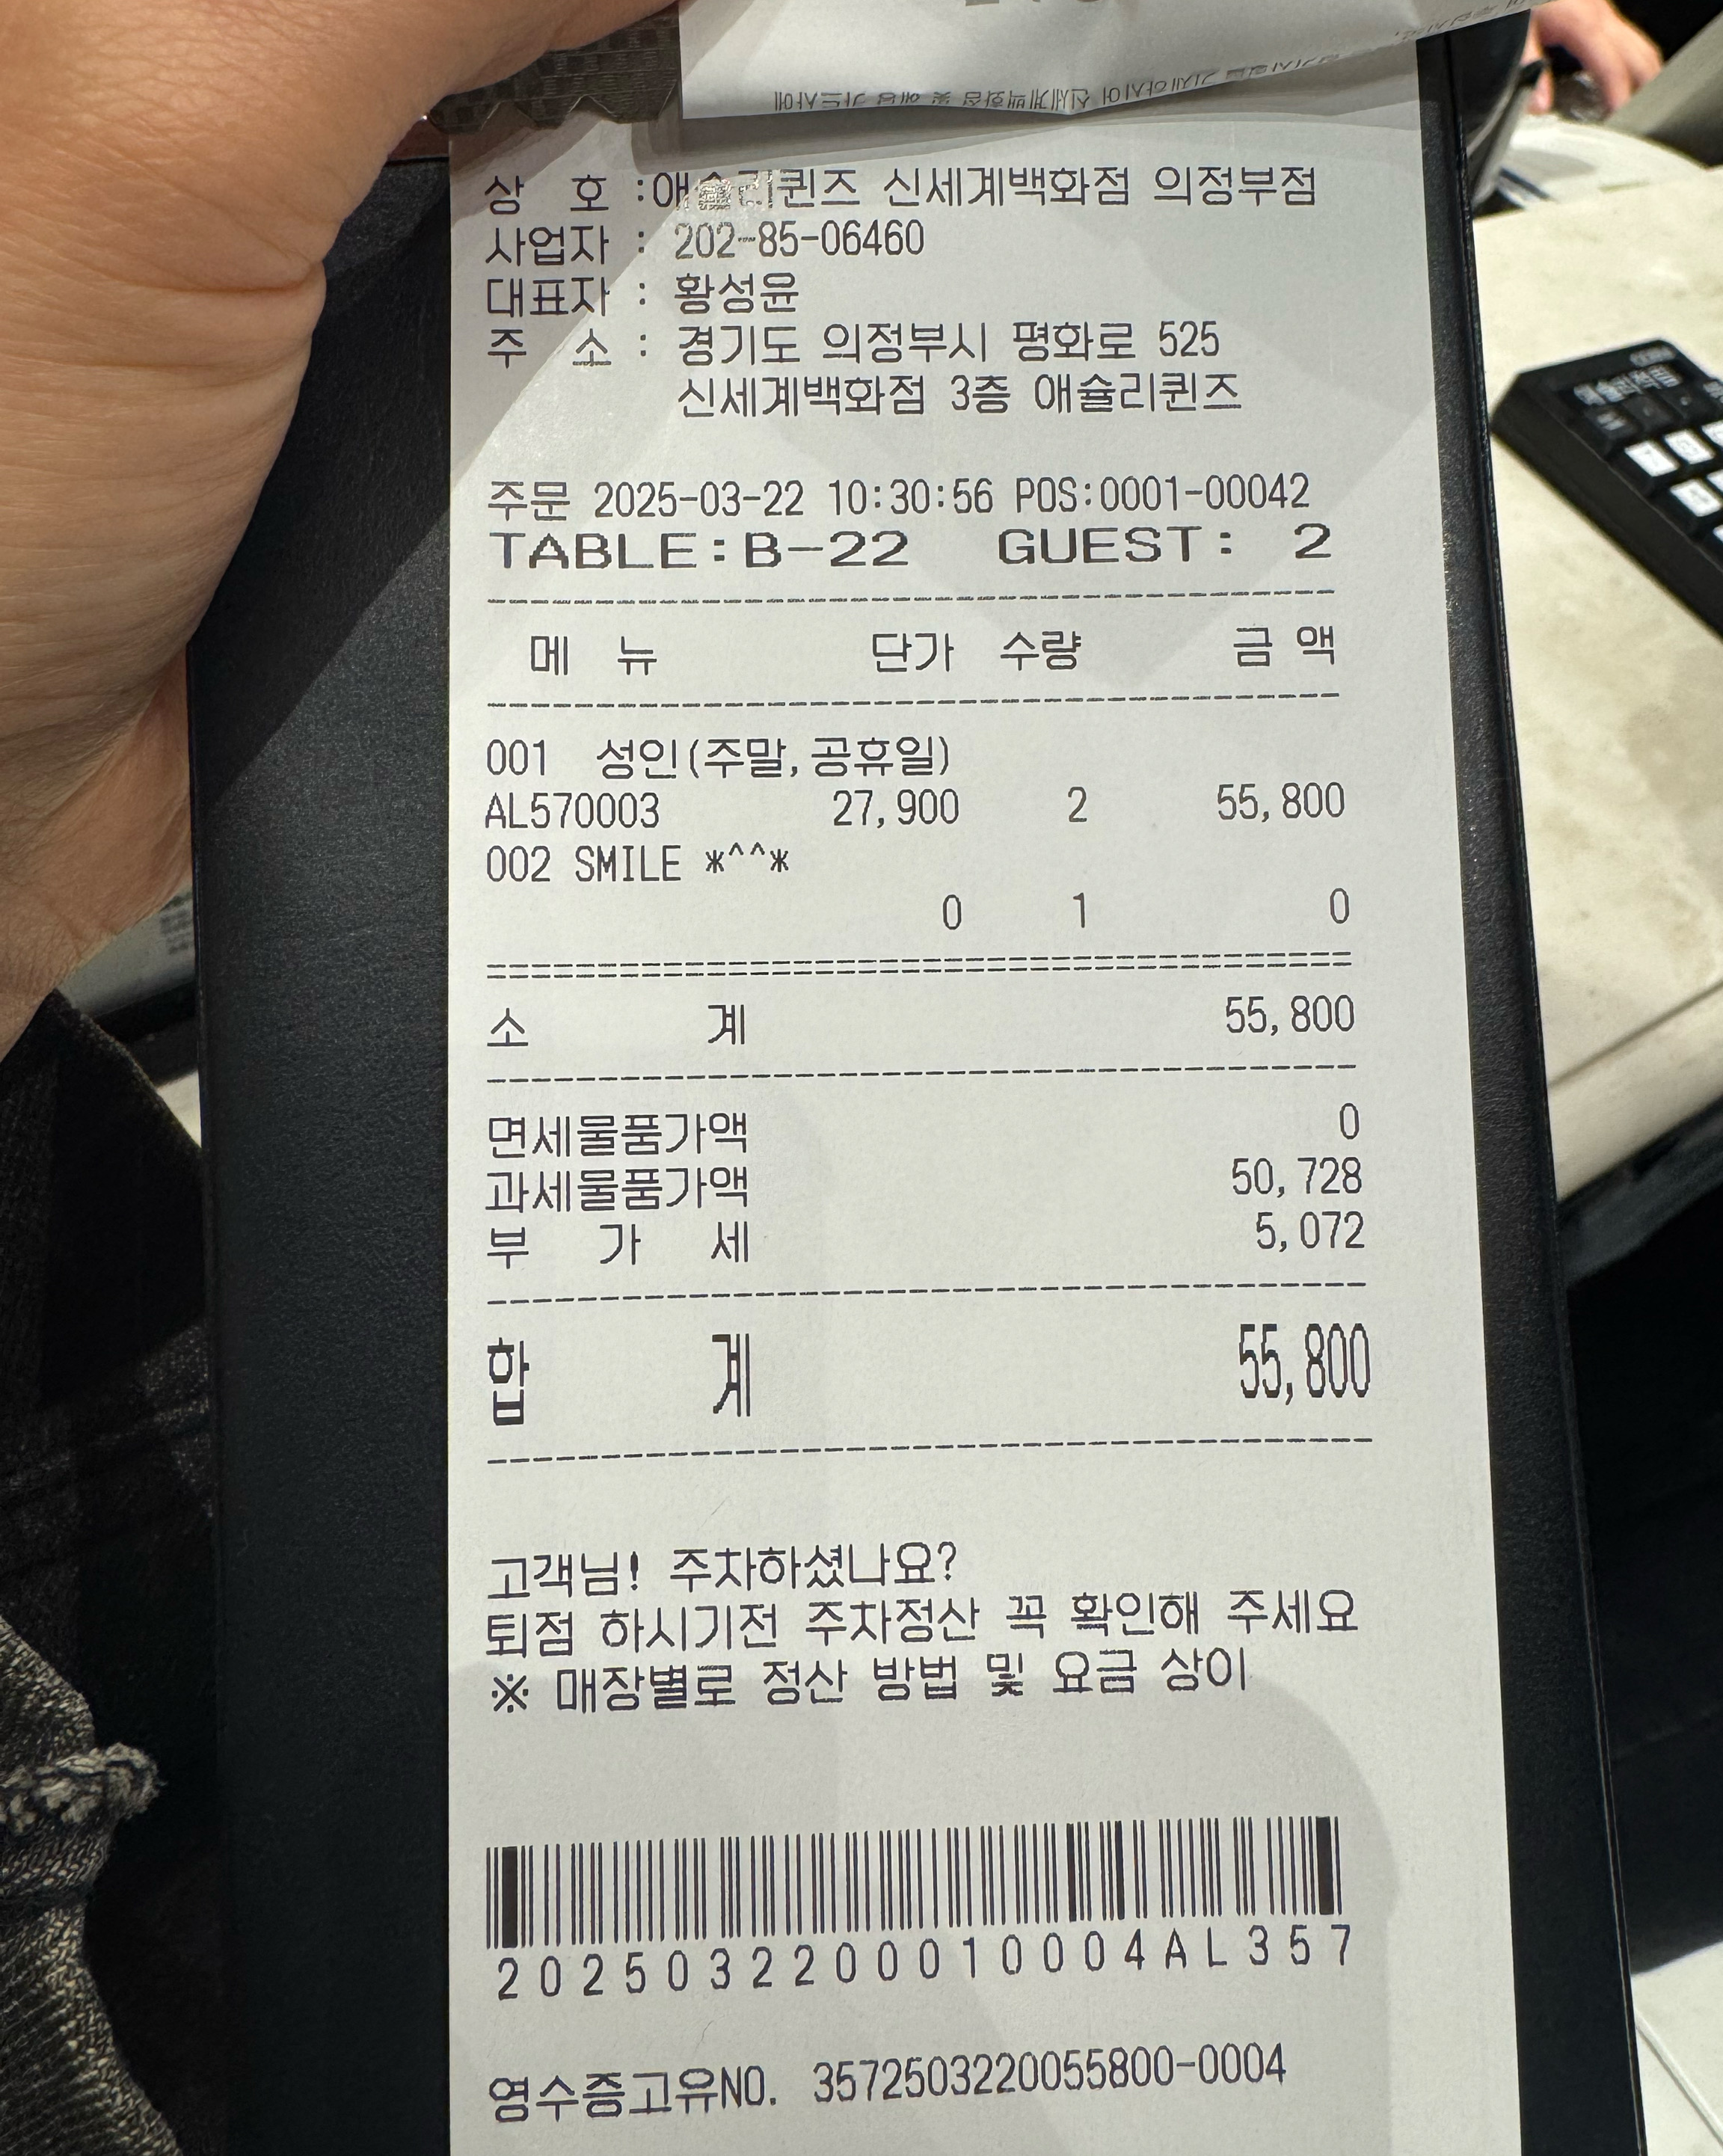 상 호 :애슐리퀸즈 신세계백화점 의정부점
사업자 : 202-85-06460
대표자 : 황성윤
주 소 : 경기도 의정부시 평화로 525
신세계백화점 3층 애슐리퀸즈
주문 2025-03-22 10:30:56 POS:0001-00042
TABLE:B-22 GUEST: 2
메 뉴 단가 수량 금 액
001 성인(주말,공휴일)
AL570003 27,900 2 55,800
002 SMILE *^^*
0 1 0
소 계 55,800
면세물품가액 0
과세물품가액 50,728
부 가 세 5,072
합 계 55,800
고객님! 주차하셨나요?
퇴점 하시기전 주차정산 꼭 확인해 주세요
※ 매장별로 정산 방법 및 요금 상이
20250322000010004AL357
영수증고유NO. 3572503220055800-0004